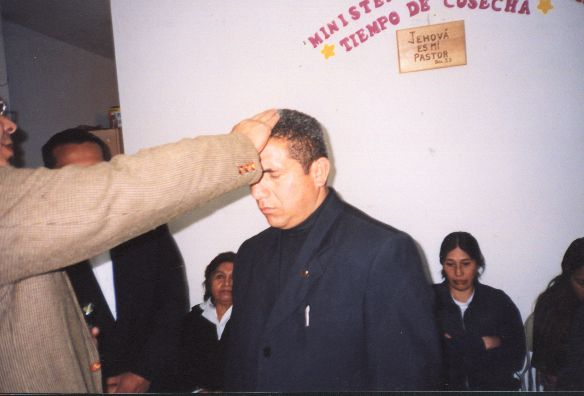 MINISTE
TIEMPO DE COSECHA
JEHOVÁ
ES MI
PASTOR